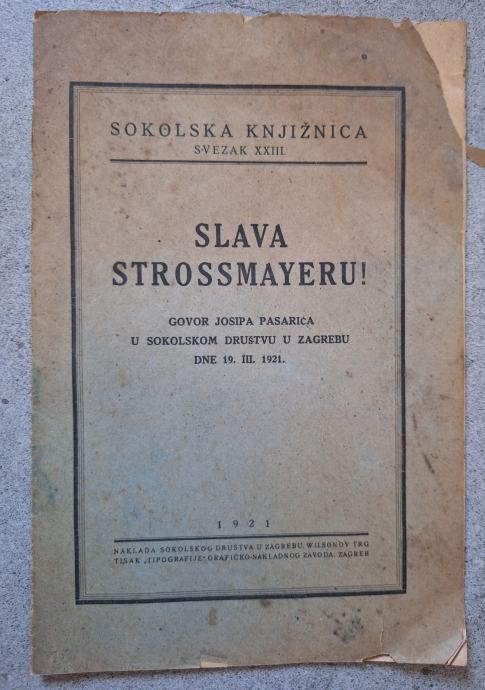 SOKOLSKA KNJIŽNICA
SVEZAK XXIII.
SLAVA
STROSSMAYERU!
GOVOR JOSIPA PASARIĆA
U SOKOLSKOM DRUŠTVU U ZAGREBU
DNE 19. III. 1921.
1921
NAKLADA SOKOLSKOG DRUŠTVA U ZAGREBU, WILSONOV TRG
TISAK „TIPOGRAFIJE" GRAFIČKO-NAKLADNOG ZAVODA, ZAGREB